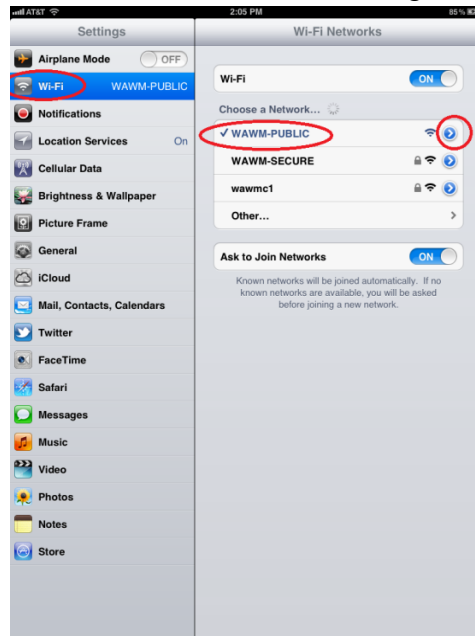 AT&T 2:05 PM 85%
Settings
Airplane Mode OFF
Wi-Fi WAWM-PUBLIC
Notifications
Location Services On
Cellular Data
Brightness & Wallpaper
Picture Frame
General
iCloud
Mail, Contacts, Calendars
Twitter
FaceTime
Safari
Messages
Music
Video
Photos
Notes
Store
Wi-Fi Networks
Wi-Fi ON
Choose a Network...
WAWM-PUBLIC
WAWM-SECURE
wawmc1
Other...
Ask to Join Networks ON
Known networks will be joined automatically. If no
known networks are available, you will be asked
before joining a new network.